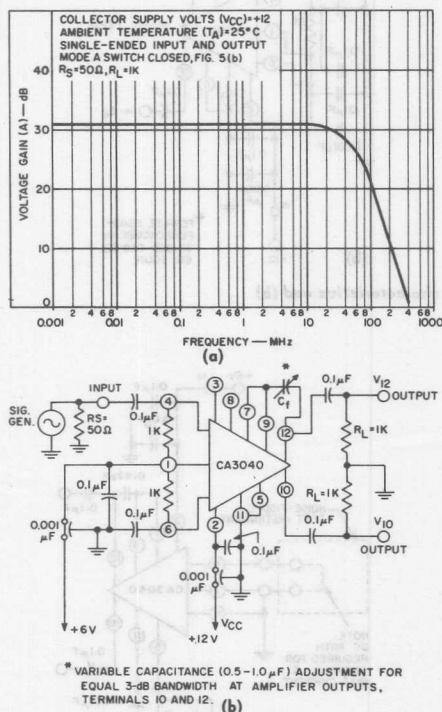 COLLECTOR SUPPLY VOLTS (VCC)=+12
AMBIENT TEMPERATURE (TA)=25°C
SINGLE-ENDED INPUT AND OUTPUT
MODE A SWITCH CLOSED, FIG. 5(b)
RS=50Ω, RL=1K
VOLTAGE GAIN (A)—dB
40
30
20
10
0
0.001 2 4 6 8 0.01 2 4 6 8 0.1 2 4 6 8 1 2 4 6 8 10 2 4 6 8 100 2 4 6 8 1000
FREQUENCY—MHz
(a)
*
INPUT
SIG.
GEN.
RS=
50Ω
0.1µF
4
1K
1
1K
6
0.1µF
0.1µF
0.001
µF
+6V
3
8
7
9
Cf
12
CA3040
10
5
11
2
0.1µF
0.001
µF
VCC
+12V
0.1µF
V12
OUTPUT
RL=1K
RL=1K
0.1µF
V10
OUTPUT
* VARIABLE CAPACITANCE (0.5-1.0µF) ADJUSTMENT FOR
EQUAL 3-dB BANDWIDTH AT AMPLIFIER OUTPUTS,
TERMINALS 10 AND 12.
(b)